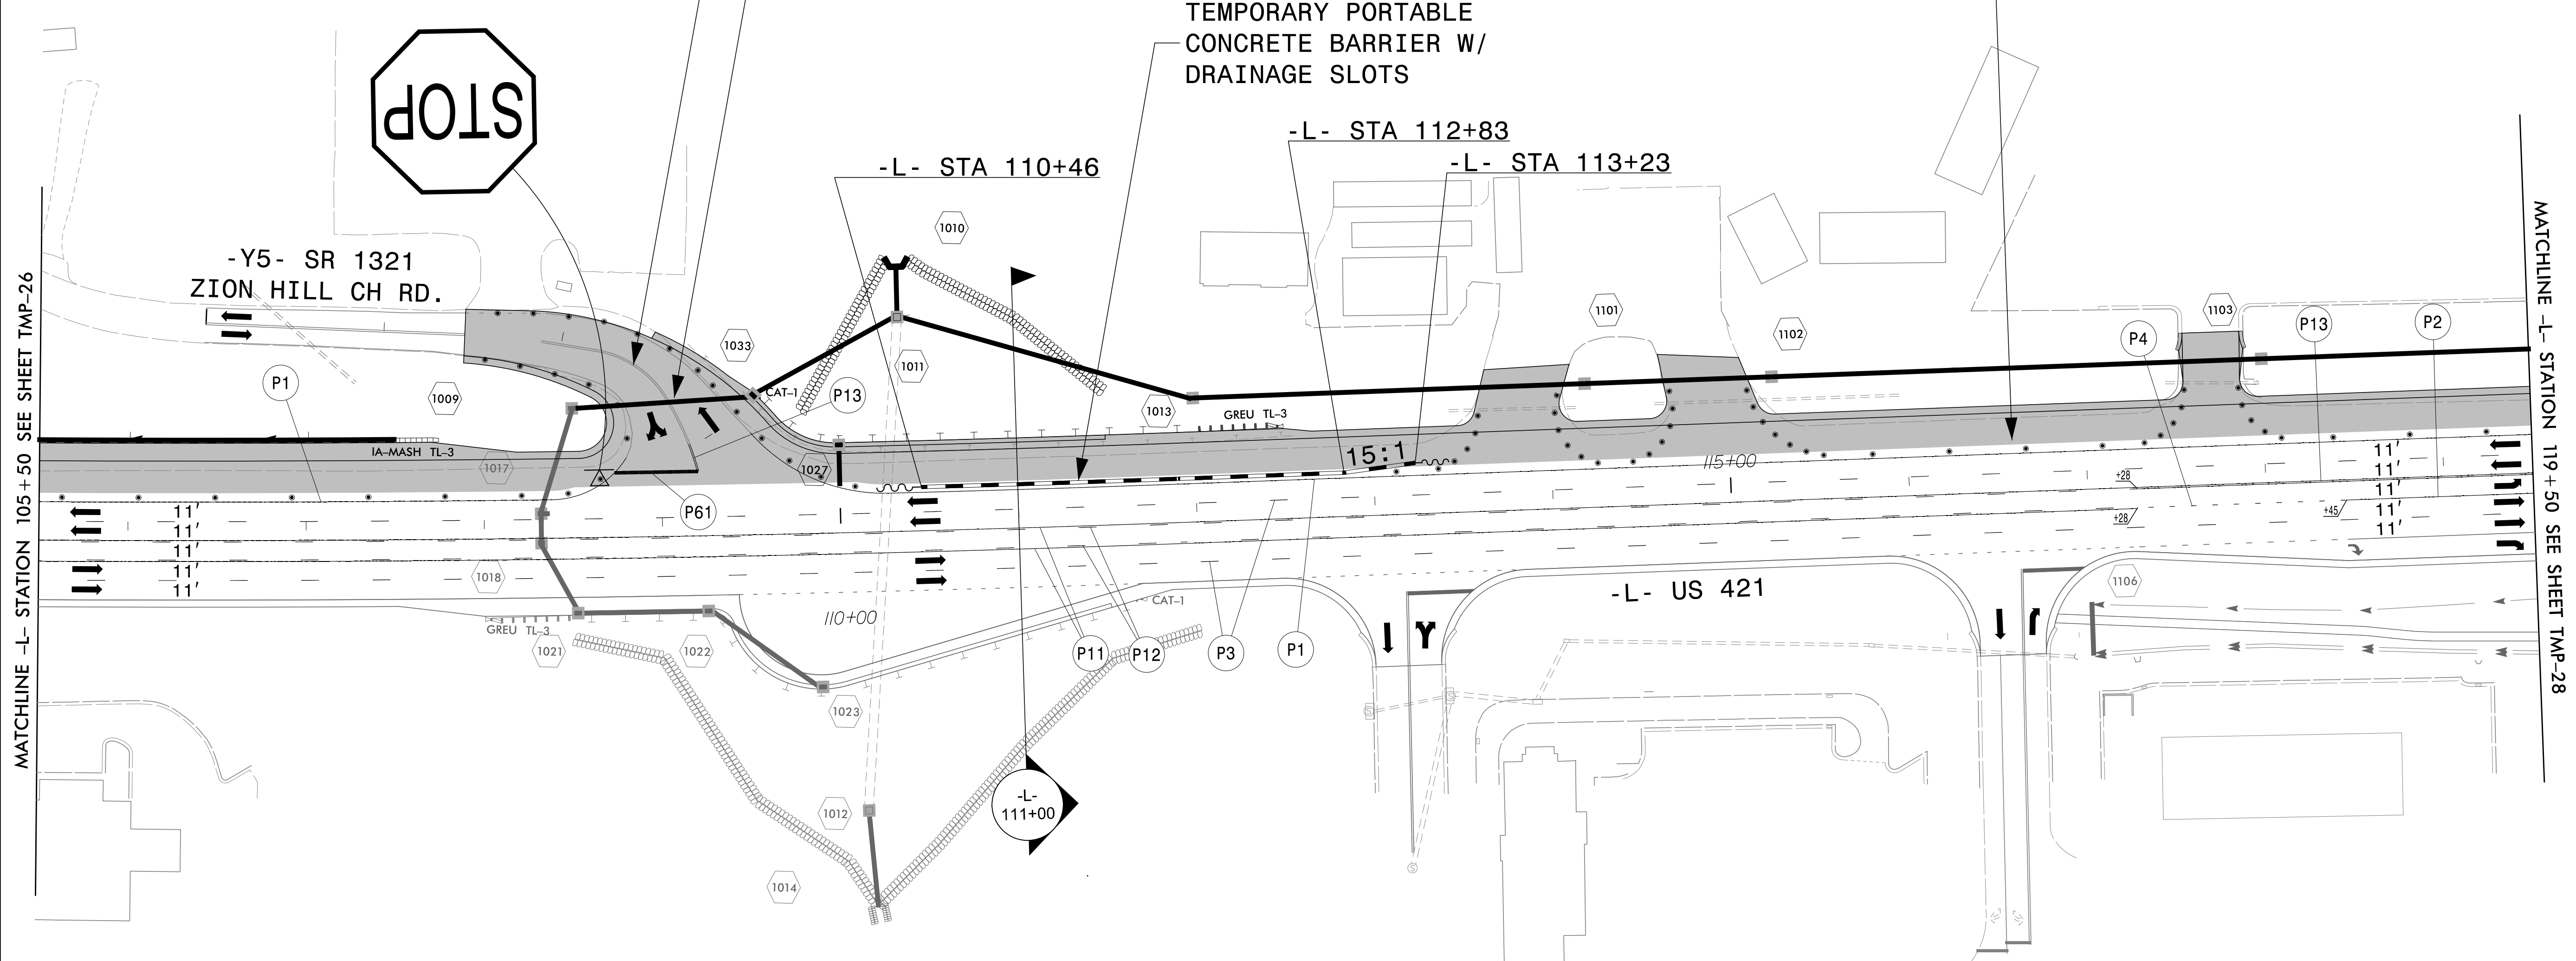 TEMPORARY PORTABLE
CONCRETE BARRIER W/
DRAINAGE SLOTS
STOP
-L- STA 112+83
-L- STA 110+46
-L- STA 113+23
1010
-Y5- SR 1321
ZION HILL CH RD.
MATCHLINE -L- STATION 105+50 SEE SHEET TMP-26
MATCHLINE -L- STATION 119+50 SEE SHEET TMP-28
1101
1102
1103
P4
P13
P2
1033
1011
P1
1009
CAT-1
P13
1013
GREU TL-3
IA-MASH TL-3
1017
1027
15:1
115+00
+28
+28
+45
P61
11'
11'
11'
11'
11'
11'
11'
11'
11'
11'
1018
-L- US 421
1106
110+00
CAT-1
GREU TL-3
1021
1022
P11
P12
P3
P1
1023
S
S
-L-
111+00
1012
1014
S